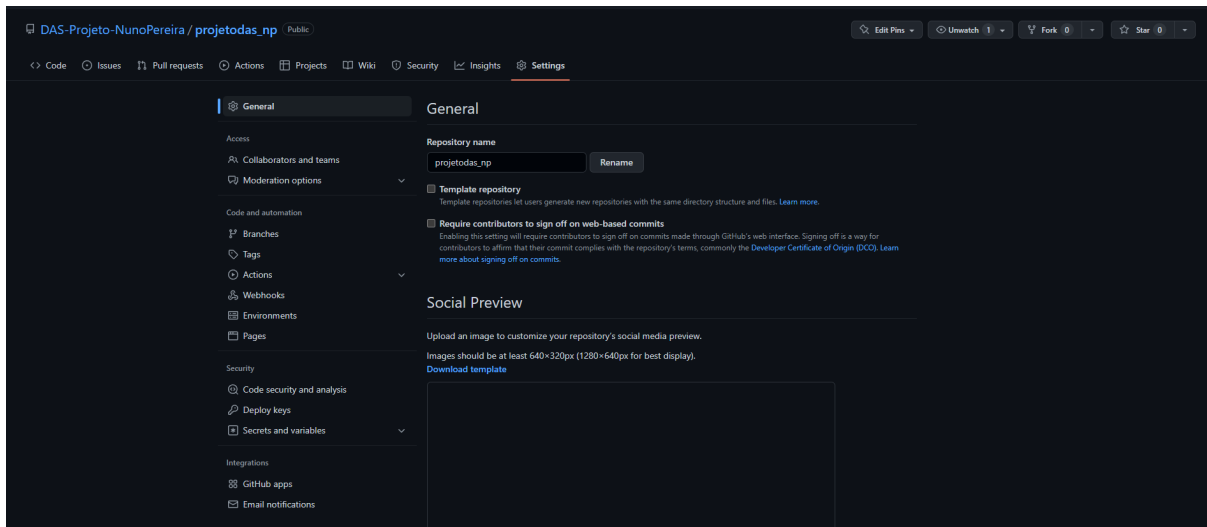 DAS-Projeto-NunoPereira / projetodas_np Public
Edit Pins Unwatch 1 Fork 0 Star 0
Code Issues Pull requests Actions Projects Wiki Security Insights Settings
General
Access
Collaborators and teams
Moderation options
Code and automation
Branches
Tags
Actions
Webhooks
Environments
Pages
Security
Code security and analysis
Deploy keys
Secrets and variables
Integrations
GitHub apps
Email notifications
General
Repository name
projetodas_np Rename
Template repository
Template repositories let users generate new repositories with the same directory structure and files. Learn more.
Require contributors to sign off on web-based commits
Enabling this setting will require contributors to sign off on commits made through GitHub's web interface. Signing off is a way for
contributors to affirm that their commit complies with the repository's terms, commonly the Developer Certificate of Origin (DCO). Learn
more about signing off on commits.
Social Preview
Upload an image to customize your repository's social media preview.
Images should be at least 640×320px (1280×640px for best display).
Download template